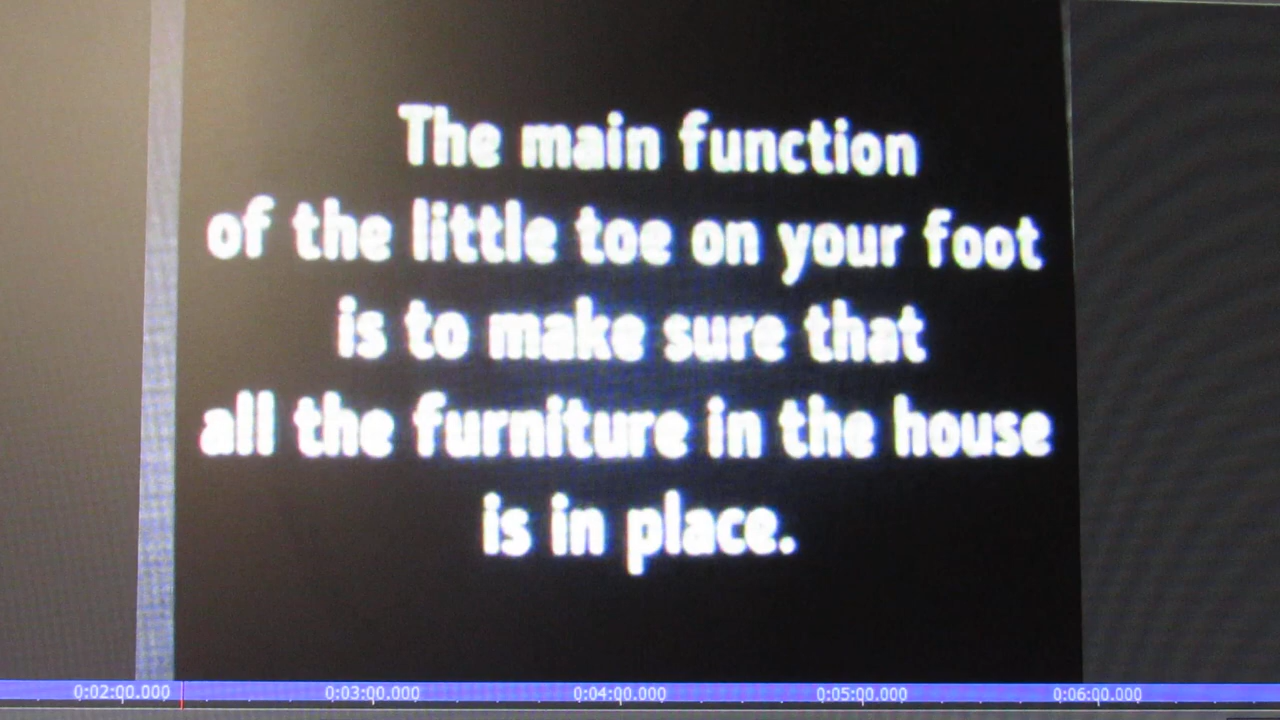 The main function
of the little toe on your foot
is to make sure that
all the furniture in the house
is in place.
0:02:00.000 0:03:00.000 0:04:00.000 0:05:00.000 0:06:00.000